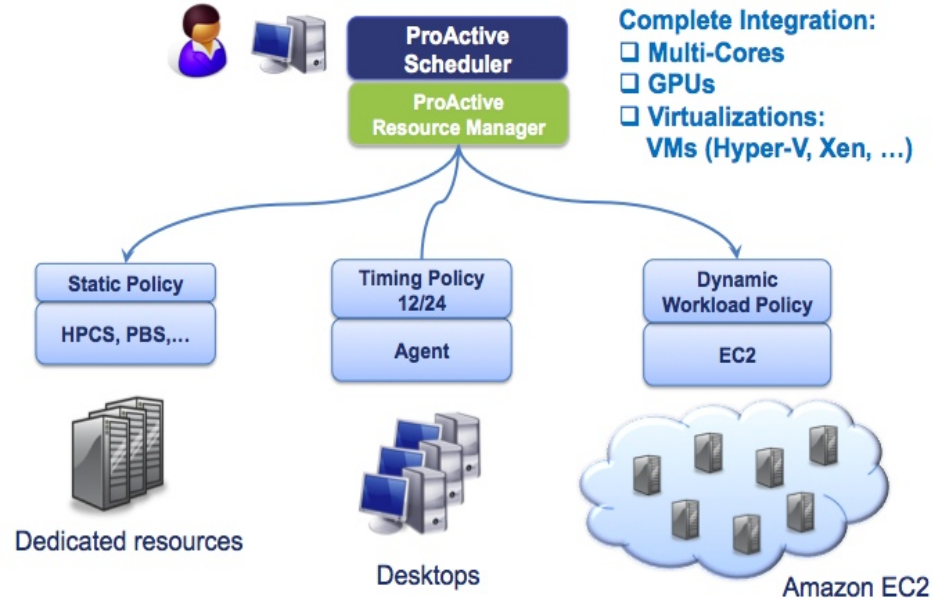 ProActive
Scheduler
ProActive
Resource Manager
Complete Integration:
❑ Multi-Cores
❑ GPUs
❑ Virtualizations:
VMs (Hyper-V, Xen, ...)
Static Policy
HPCS, PBS,...
Timing Policy
12/24
Agent
Dynamic
Workload Policy
EC2
Dedicated resources
Desktops
Amazon EC2